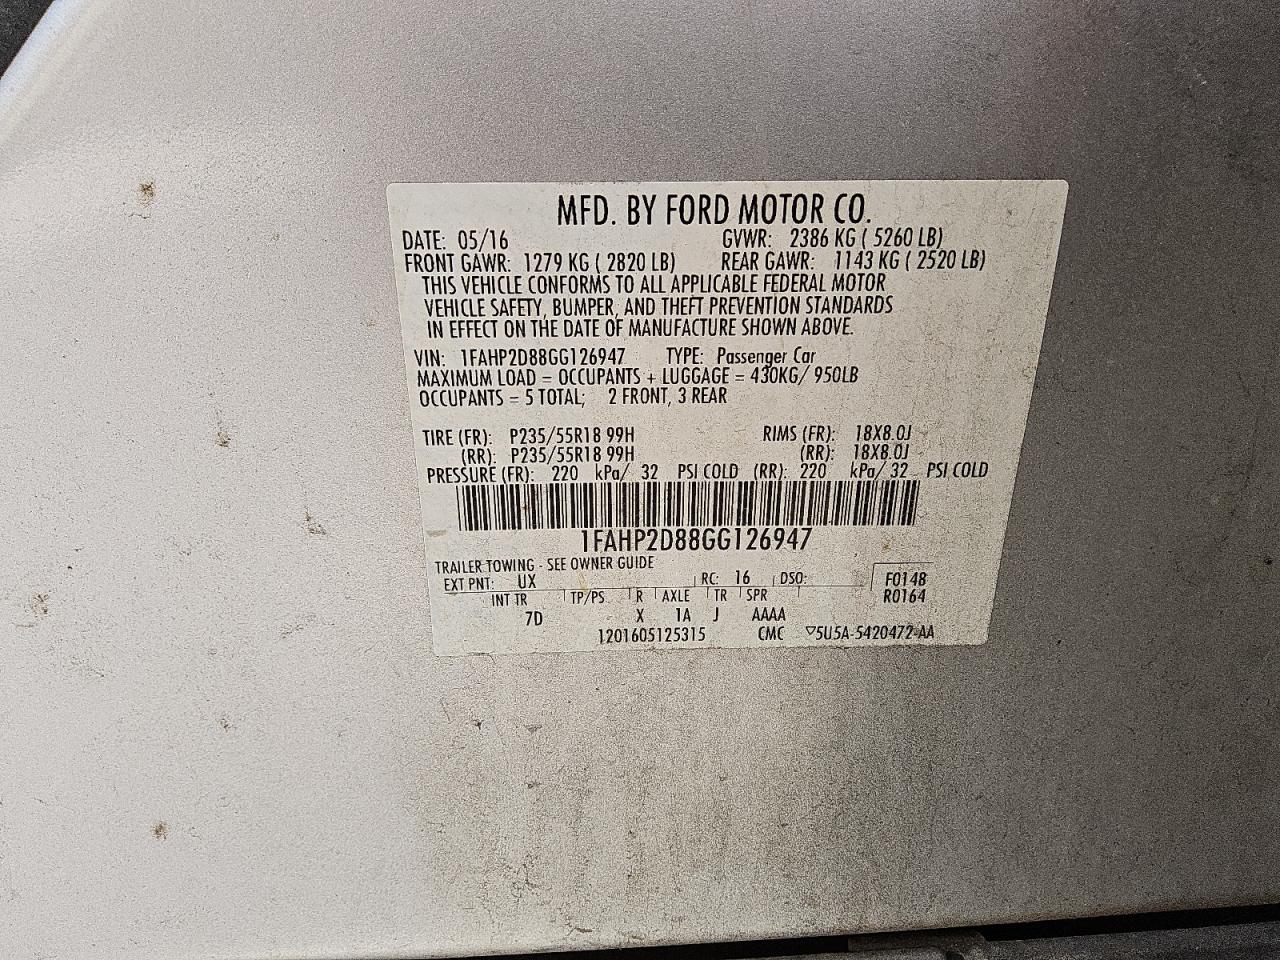 MFD. BY FORD MOTOR CO.
DATE: 05/16 GVWR: 2386 KG ( 5260 LB)
FRONT GAWR: 1279 KG ( 2820 LB) REAR GAWR: 1143 KG ( 2520 LB)
THIS VEHICLE CONFORMS TO ALL APPLICABLE FEDERAL MOTOR
VEHICLE SAFETY, BUMPER, AND THEFT PREVENTION STANDARDS
IN EFFECT ON THE DATE OF MANUFACTURE SHOWN ABOVE.
VIN: 1FAHP2D88GG126947 TYPE: Passenger Car
MAXIMUM LOAD = OCCUPANTS + LUGGAGE = 430KG/ 950LB
OCCUPANTS = 5 TOTAL; 2 FRONT, 3 REAR
TIRE (FR): P235/55R18 99H RIMS (FR): 18X8.0J
(RR): P235/55R18 99H (RR): 18X8.0J
PRESSURE (FR): 220 kPa/ 32 PSI COLD (RR): 220 kPa/ 32 PSI COLD
1FAHP2D88GG126947
TRAILER TOWING - SEE OWNER GUIDE
EXT PNT: UX RC: 16 DSO: F0148
INT TR TP/PS R AXLE TR SPR R0164
7D X 1A J AAAA
1201605125315 CMC ▽5U5A-5420472-AA